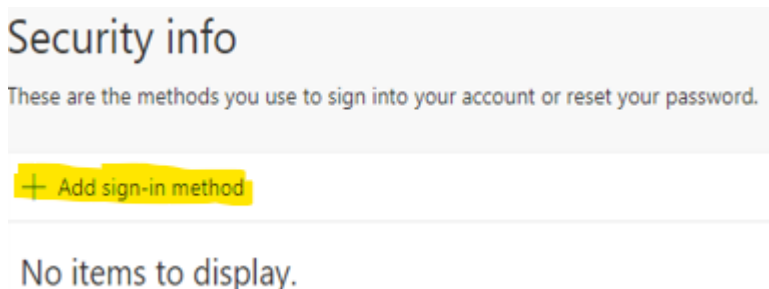 Security info
These are the methods you use to sign into your account or reset your password.
+ Add sign-in method
No items to display.